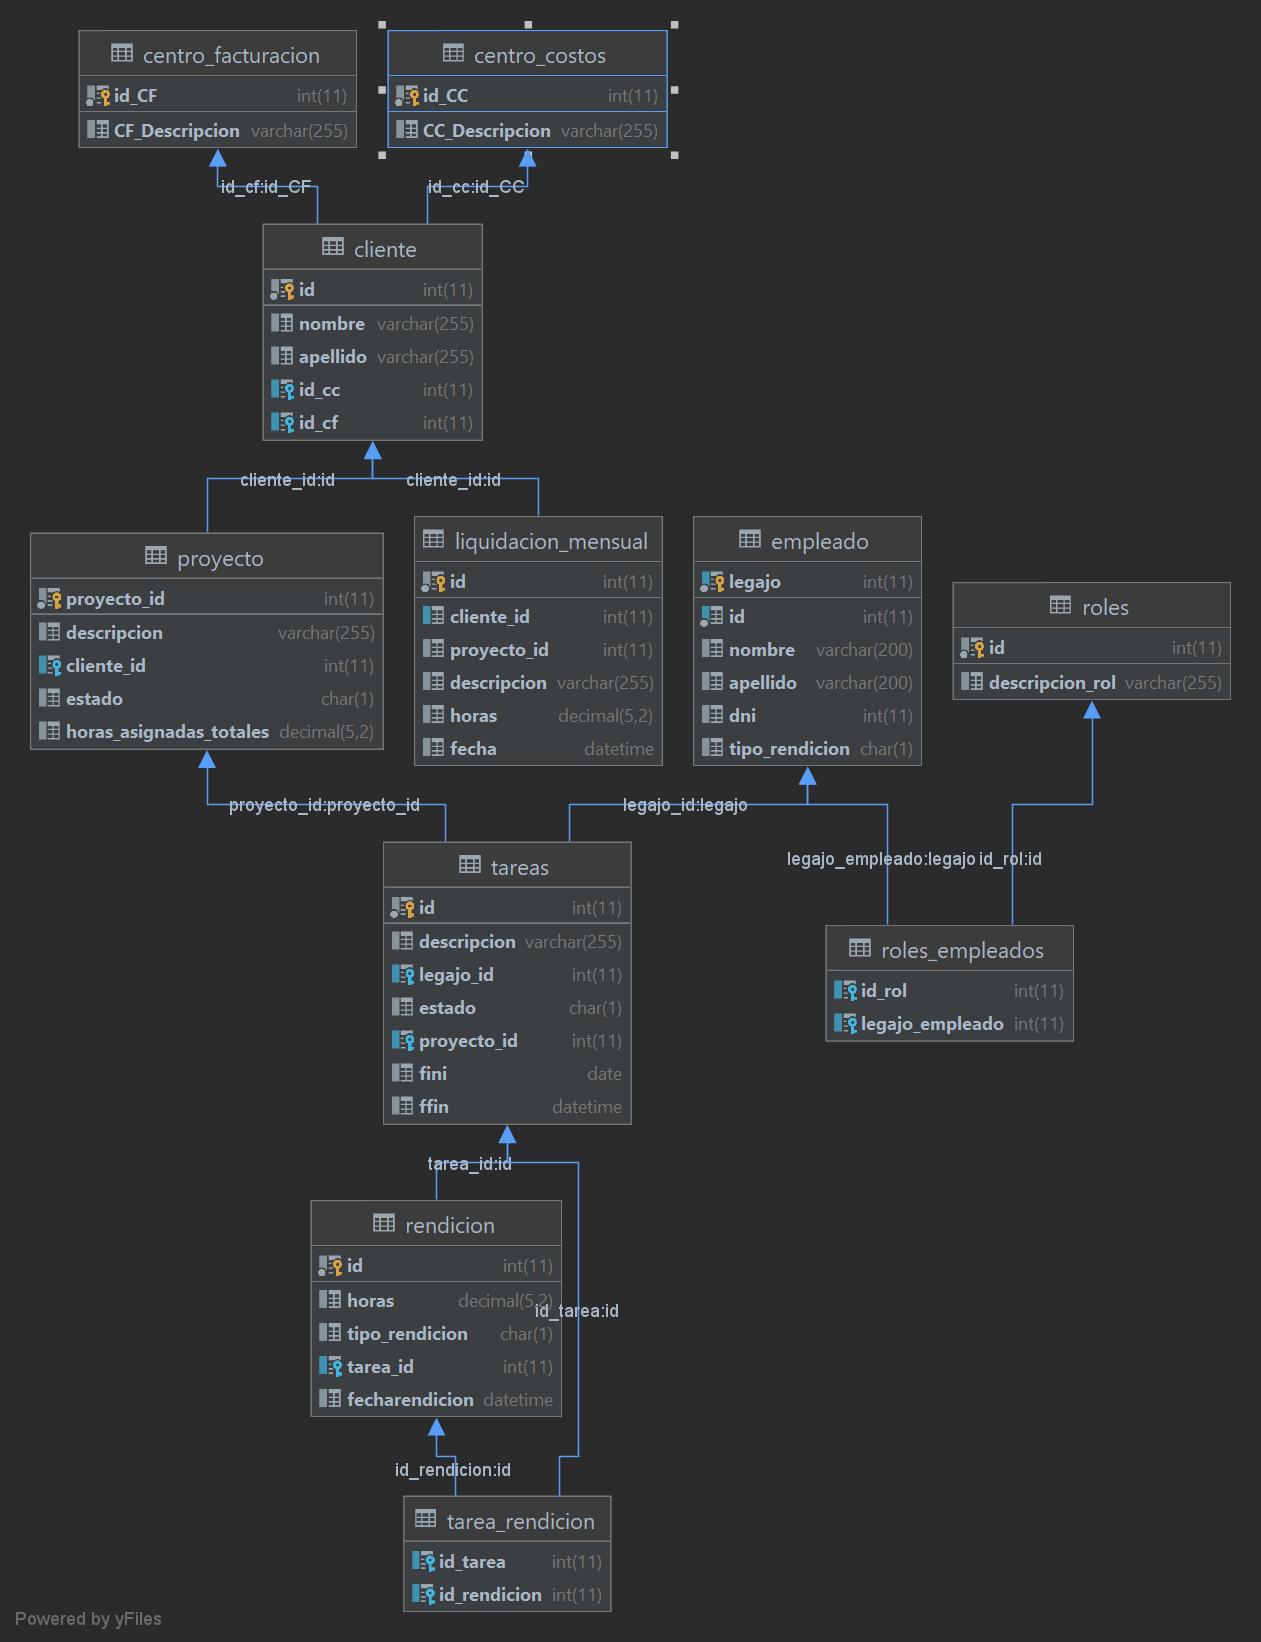 centro_facturacion
id_CF int(11)
CF_Descripcion varchar(255)
centro_costos
id_CC int(11)
CC_Descripcion varchar(255)
id_cf:id_CF
id_cc:id_CC
cliente
id int(11)
nombre varchar(255)
apellido varchar(255)
id_cc int(11)
id_cf int(11)
cliente_id:id
cliente_id:id
proyecto
proyecto_id int(11)
descripcion varchar(255)
cliente_id int(11)
estado char(1)
horas_asignadas_totales decimal(5,2)
liquidacion_mensual
id int(11)
cliente_id int(11)
proyecto_id int(11)
descripcion varchar(255)
horas decimal(5,2)
fecha datetime
empleado
legajo int(11)
id int(11)
nombre varchar(200)
apellido varchar(200)
dni int(11)
tipo_rendicion char(1)
roles
id int(11)
descripcion_rol varchar(255)
proyecto_id:proyecto_id
legajo_id:legajo
legajo_empleado:legajo
id_rol:id
tareas
id int(11)
descripcion varchar(255)
legajo_id int(11)
estado char(1)
proyecto_id int(11)
fini date
ffin datetime
roles_empleados
id_rol int(11)
legajo_empleado int(11)
tarea_id:id
rendicion
id int(11)
horas decimal(5,2)
tipo_rendicion char(1)
tarea_id int(11)
fecharendicion datetime
id_tarea:id
id_rendicion:id
tarea_rendicion
id_tarea int(11)
id_rendicion int(11)
Powered by yFiles